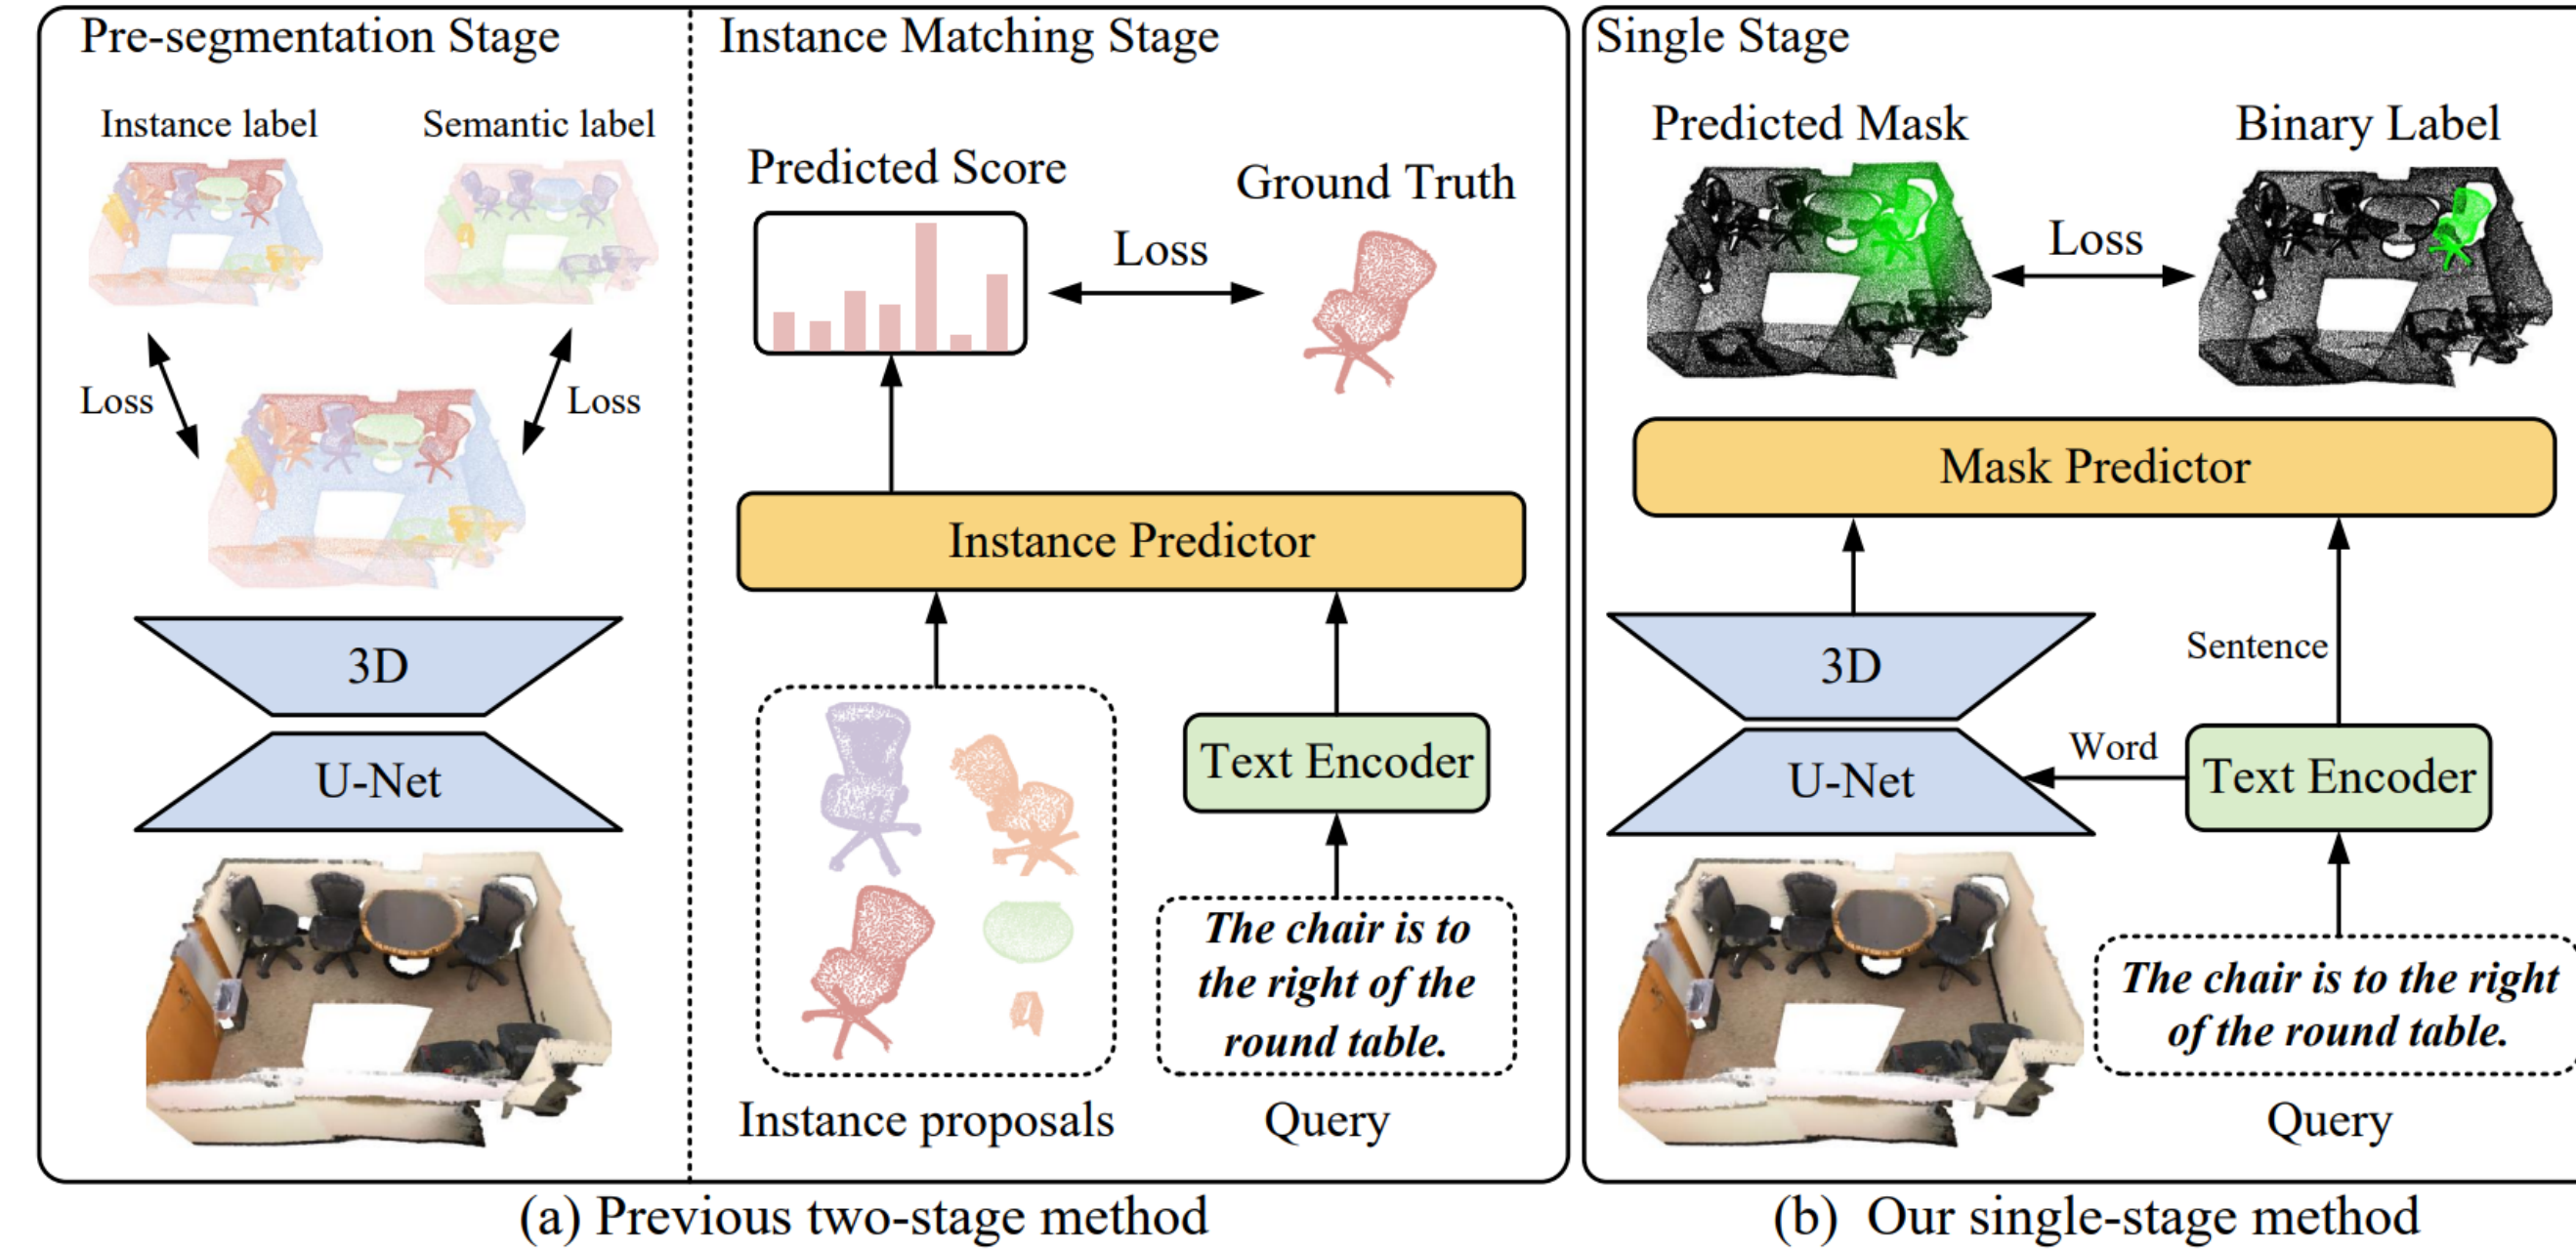 Pre-segmentation Stage
Instance label
Semantic label
Loss
Loss
3D
U-Net
Instance Matching Stage
Predicted Score
Ground Truth
Loss
Instance Predictor
Text Encoder
The chair is to
the right of the
round table.
Instance proposals
Query
(a) Previous two-stage method
Single Stage
Predicted Mask
Binary Label
Loss
Mask Predictor
3D
Sentence
U-Net
Word
Text Encoder
The chair is to the right
of the round table.
Query
(b) Our single-stage method